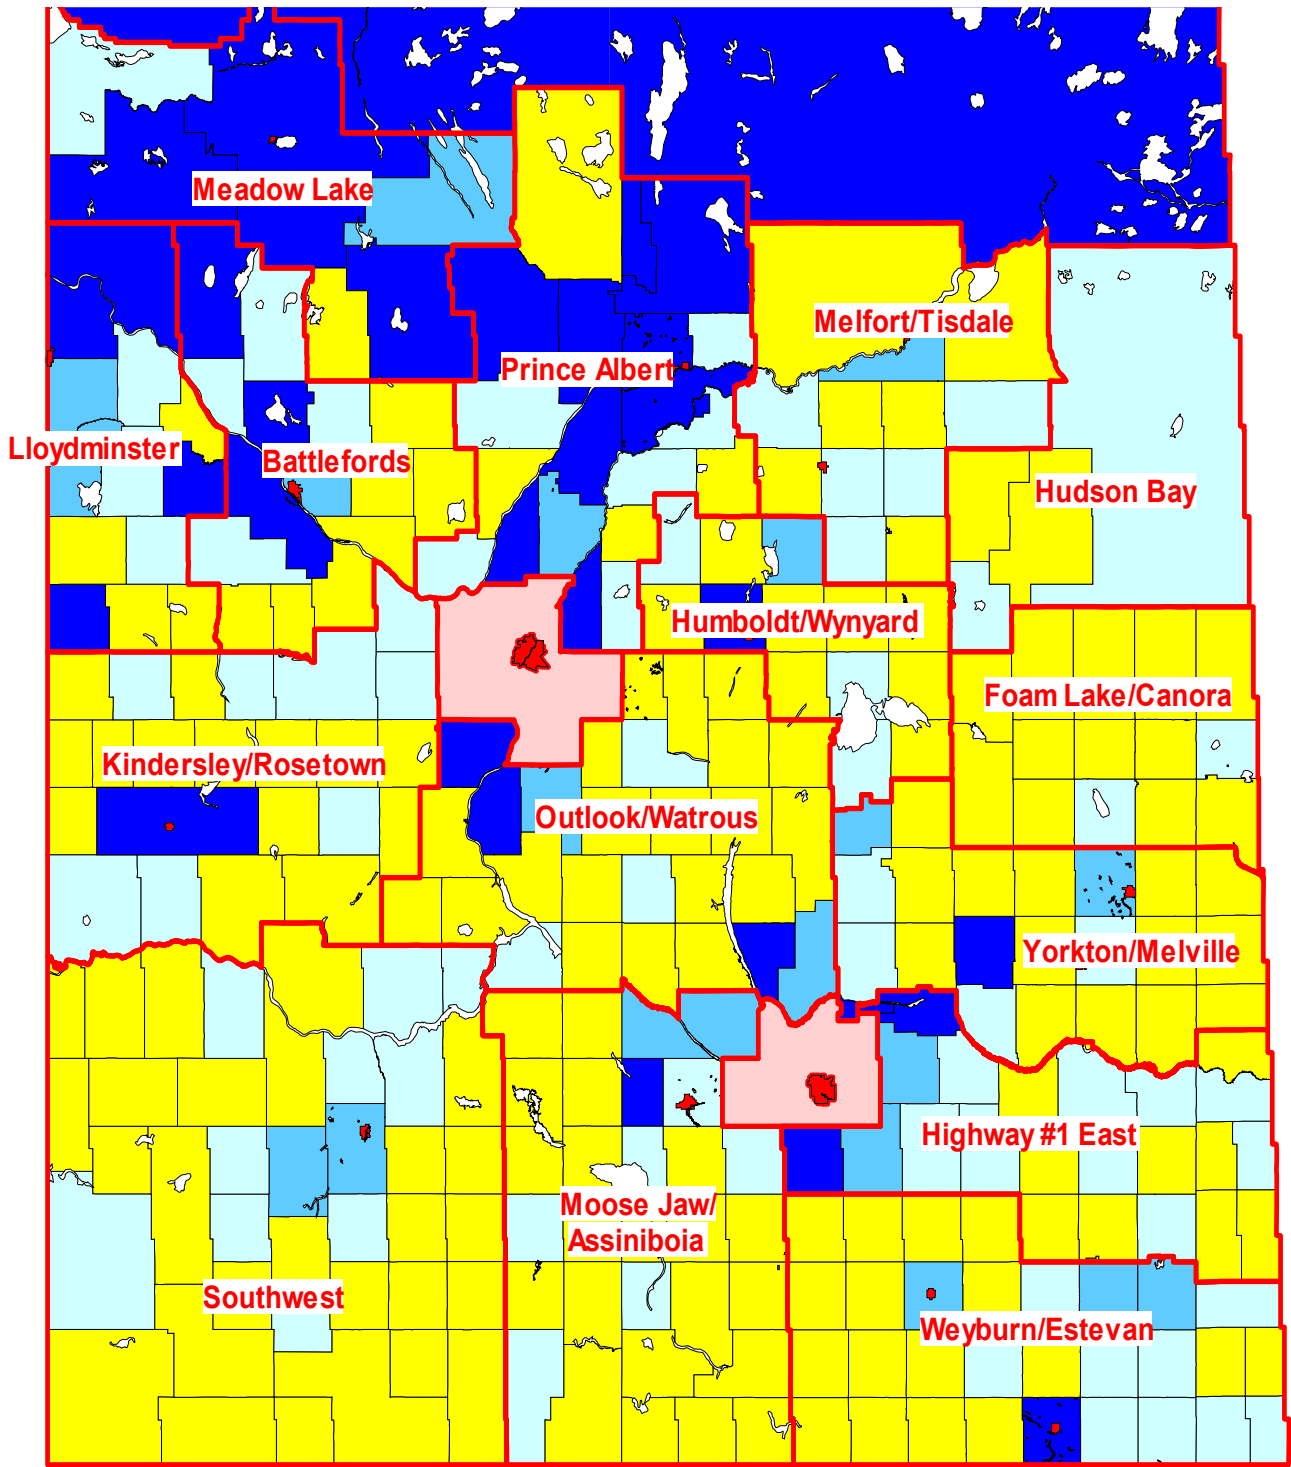 Meadow Lake
Melfort/Tisdale
Prince Albert
Lloydminster
Battlefords
Hudson Bay
Humboldt/Wynyard
Foam Lake/Canora
Kindersley/Rosetown
Outlook/Watrous
Yorkton/Melville
Highway #1 East
Moose Jaw/
Assiniboia
Southwest
Weyburn/Estevan